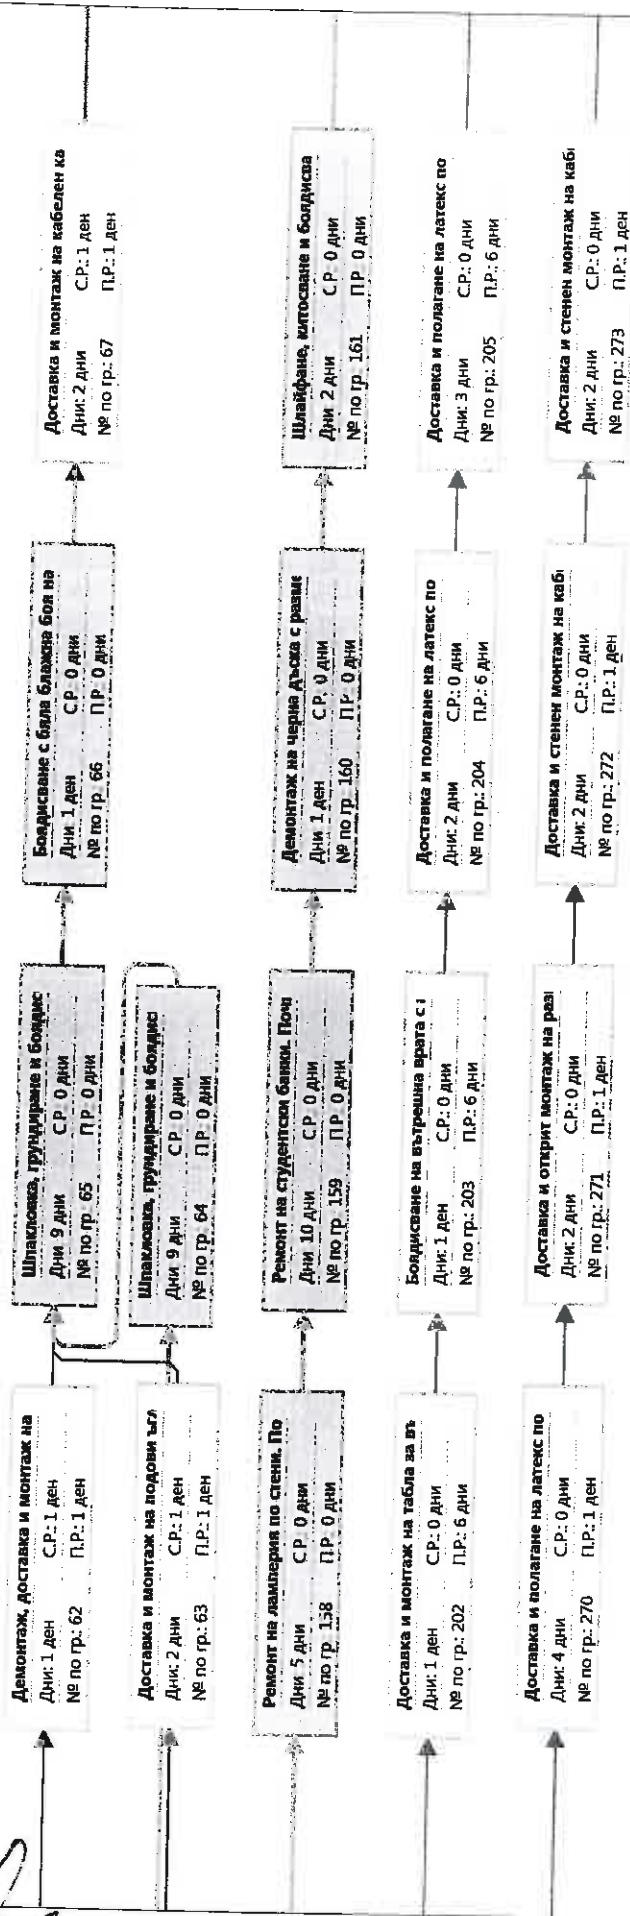 Демонтаж, доставка и монтаж на
Дни: 1 ден С.Р.: 1 ден
№ по гр.: 62 П.Р.: 1 ден
Шпакловка, грундиране и боядис
Дни 9 дни С.Р. 0 дни
№ по гр 65 П.Р. 0 дни
Боядисване с бяла блажна боя на
Дни: 1 ден С.Р.: 0 дни
№ по гр.: 66 П.Р. 0 дни
Доставка и монтаж на кабелен ка
Дни: 2 дни С.Р.: 1 ден
№ по гр.: 67 П.Р.: 1 ден
Доставка и монтаж на подови ъгл
Дни: 2 дни С.Р.: 1 ден
№ по гр.: 63 П.Р.: 1 ден
Шпакловка, грундиране и боядис
Дни 9 дни С.Р. 0 дни
№ по гр 64 П.Р. 0 дни
Ремонт на ламперия по стени. По
Дни 5 дни С.Р. 0 дни
№ по гр 158 П.Р. 0 дни
Ремонт на студентски банки. Почи
Дни 10 дни С.Р.: 0 дни
№ по гр 159 П.Р. 0 дни
Демонтаж на черна дъска с разме
Дни 1 ден С.Р.: 0 дни
№ по гр 160 П.Р. 0 дни
Шлайфане, китосване и боядисва
Дни 2 дни С.Р. 0 дни
№ по гр.: 161 П.Р. 0 дни
Доставка и монтаж на табла за въ
Дни: 1 ден С.Р.: 0 дни
№ по гр.: 202 П.Р.: 6 дни
Боядисване на вътрешна врата с
Дни: 1 ден С.Р.: 0 дни
№ по гр.: 203 П.Р.: 6 дни
Доставка и полагане на латекс по
Дни: 2 дни С.Р.: 0 дни
№ по гр.: 204 П.Р.: 6 дни
Доставка и полагане на латекс по
Дни: 3 дни С.Р.: 0 дни
№ по гр.: 205 П.Р.: 6 дни
Доставка и полагане на латекс по
Дни: 4 дни С.Р.: 0 дни
№ по гр.: 270 П.Р.: 1 ден
Доставка и открит монтаж на раз
Дни: 2 дни С.Р.: 0 дни
№ по гр.: 271 П.Р.: 1 ден
Доставка и стенен монтаж на каб
Дни: 2 дни С.Р.: 0 дни
№ по гр.: 272 П.Р.: 1 ден
Доставка и стенен монтаж на каб
Дни: 2 дни С.Р.: 0 дни
№ по гр.: 273 П.Р.: 1 ден